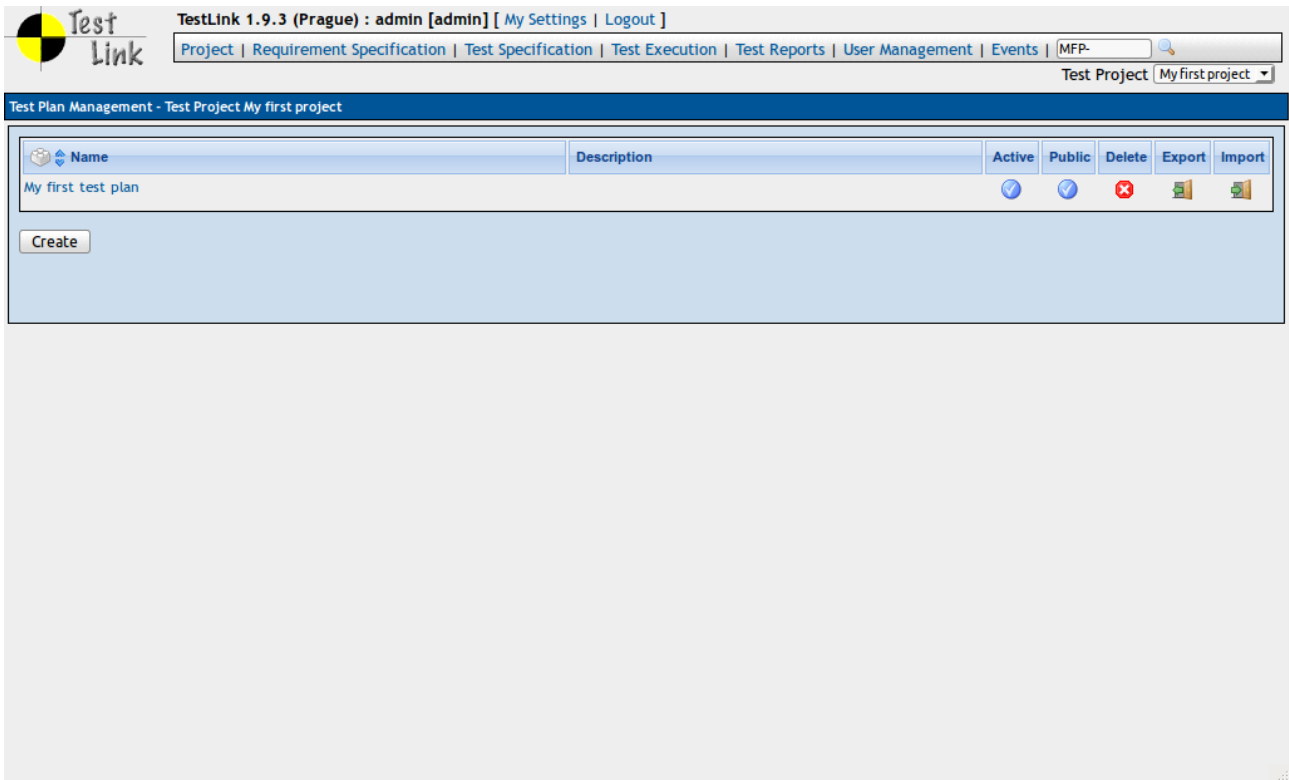 Test Link
TestLink 1.9.3 (Prague) : admin [admin] [ My Settings | Logout ]
Project | Requirement Specification | Test Specification | Test Execution | Test Reports | User Management | Events | MFP-
Test Project My first project
Test Plan Management - Test Project My first project
Name Description Active Public Delete Export Import
My first test plan
Create